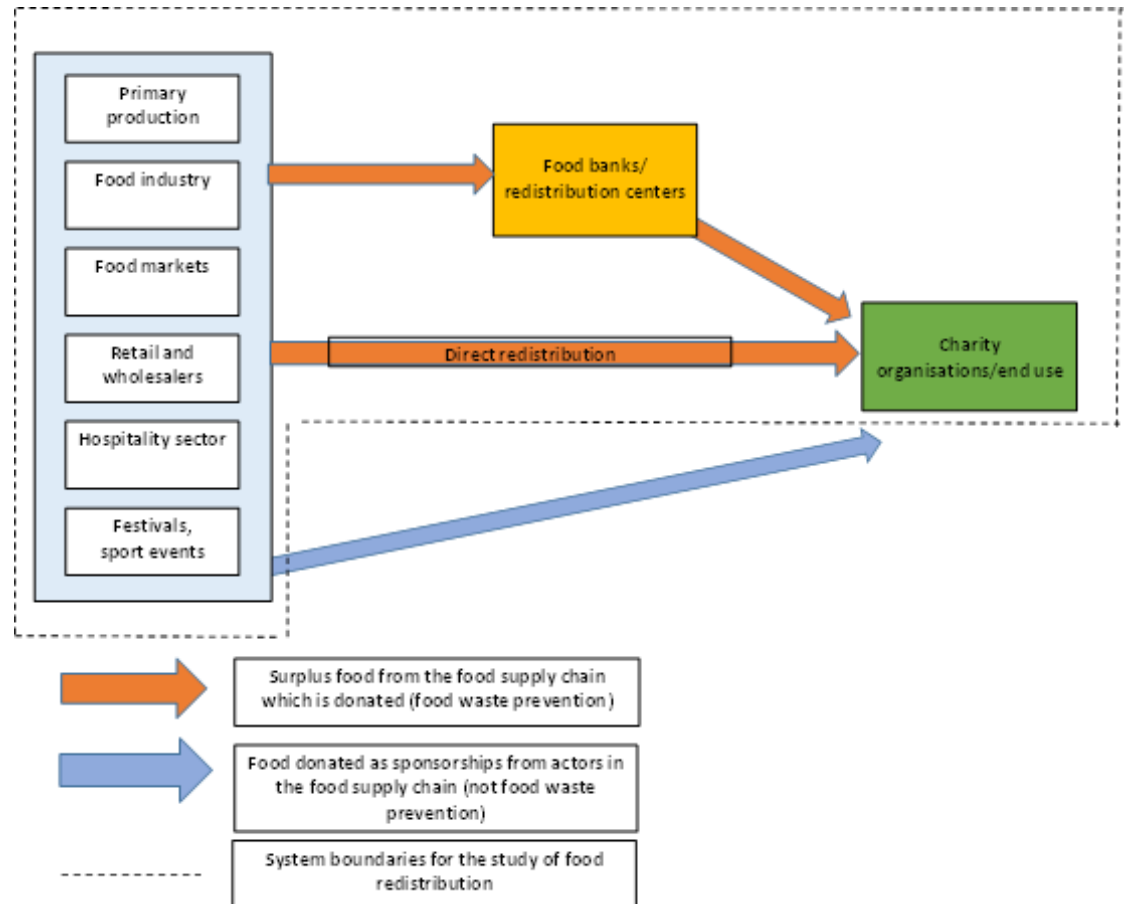 Primary
production
Food industry
Food markets
Retail and
wholesalers
Hospitality sector
Festivals,
sport events
Food banks/
redistribution centers
Direct redistribution
Charity
organisations/end use
Surplus food from the food supply chain
which is donated (food waste prevention)
Food donated as sponsorships from actors in
the food supply chain (not food waste
prevention)
System boundaries for the study of food
redistribution